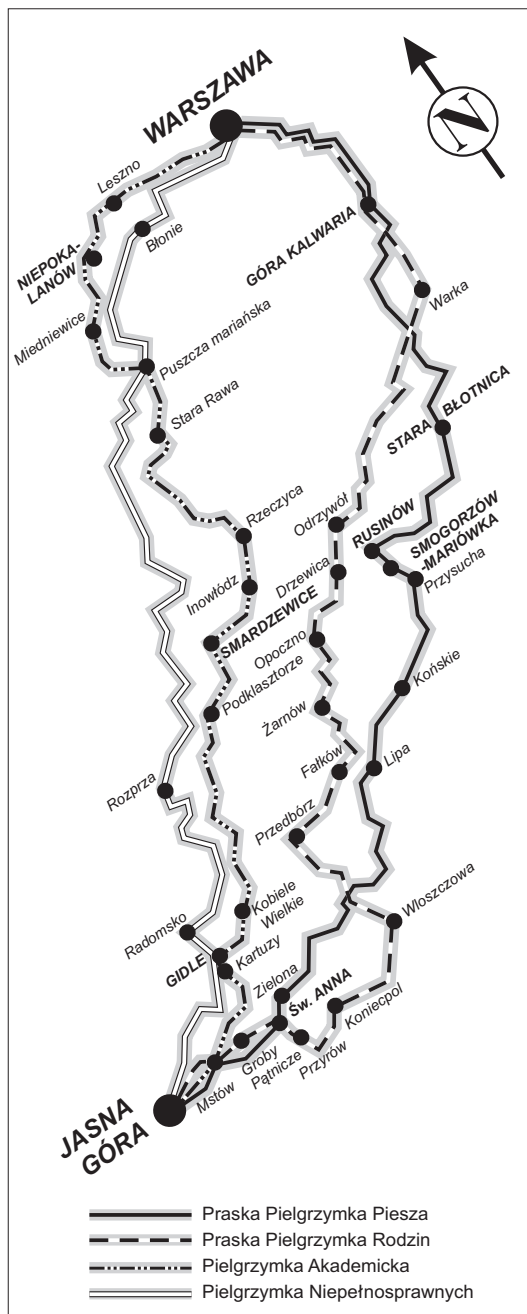 N
WARSZAWA
Leszno
Błonie
NIEPOKA-
LANÓW
GÓRA KALWARIA
Warka
Miedniewice
Puszcza mariańska
Stara Rawa
STARA BŁOTNICA
Rzeczyca
Odrzywół
RUSINÓW
SMOGORZÓW
-MARIÓWKA
Przysucha
Inowłódz
Drzewica
SMARDZEWICE
Opoczno
Podklasztorze
Końskie
Żarnów
Fałków
Lipa
Rozprza
Przedbórz
Kobiele
Wielkie
Włoszczowa
Radomsko
GIDLE
Kartuzy
Zielona
Św. ANNA
Koniecpol
Groby
Pątnicze
Przyrów
Mstów
JASNA
GÓRA
Praska Pielgrzymka Piesza
Praska Pielgrzymka Rodzin
Pielgrzymka Akademicka
Pielgrzymka Niepełnosprawnych